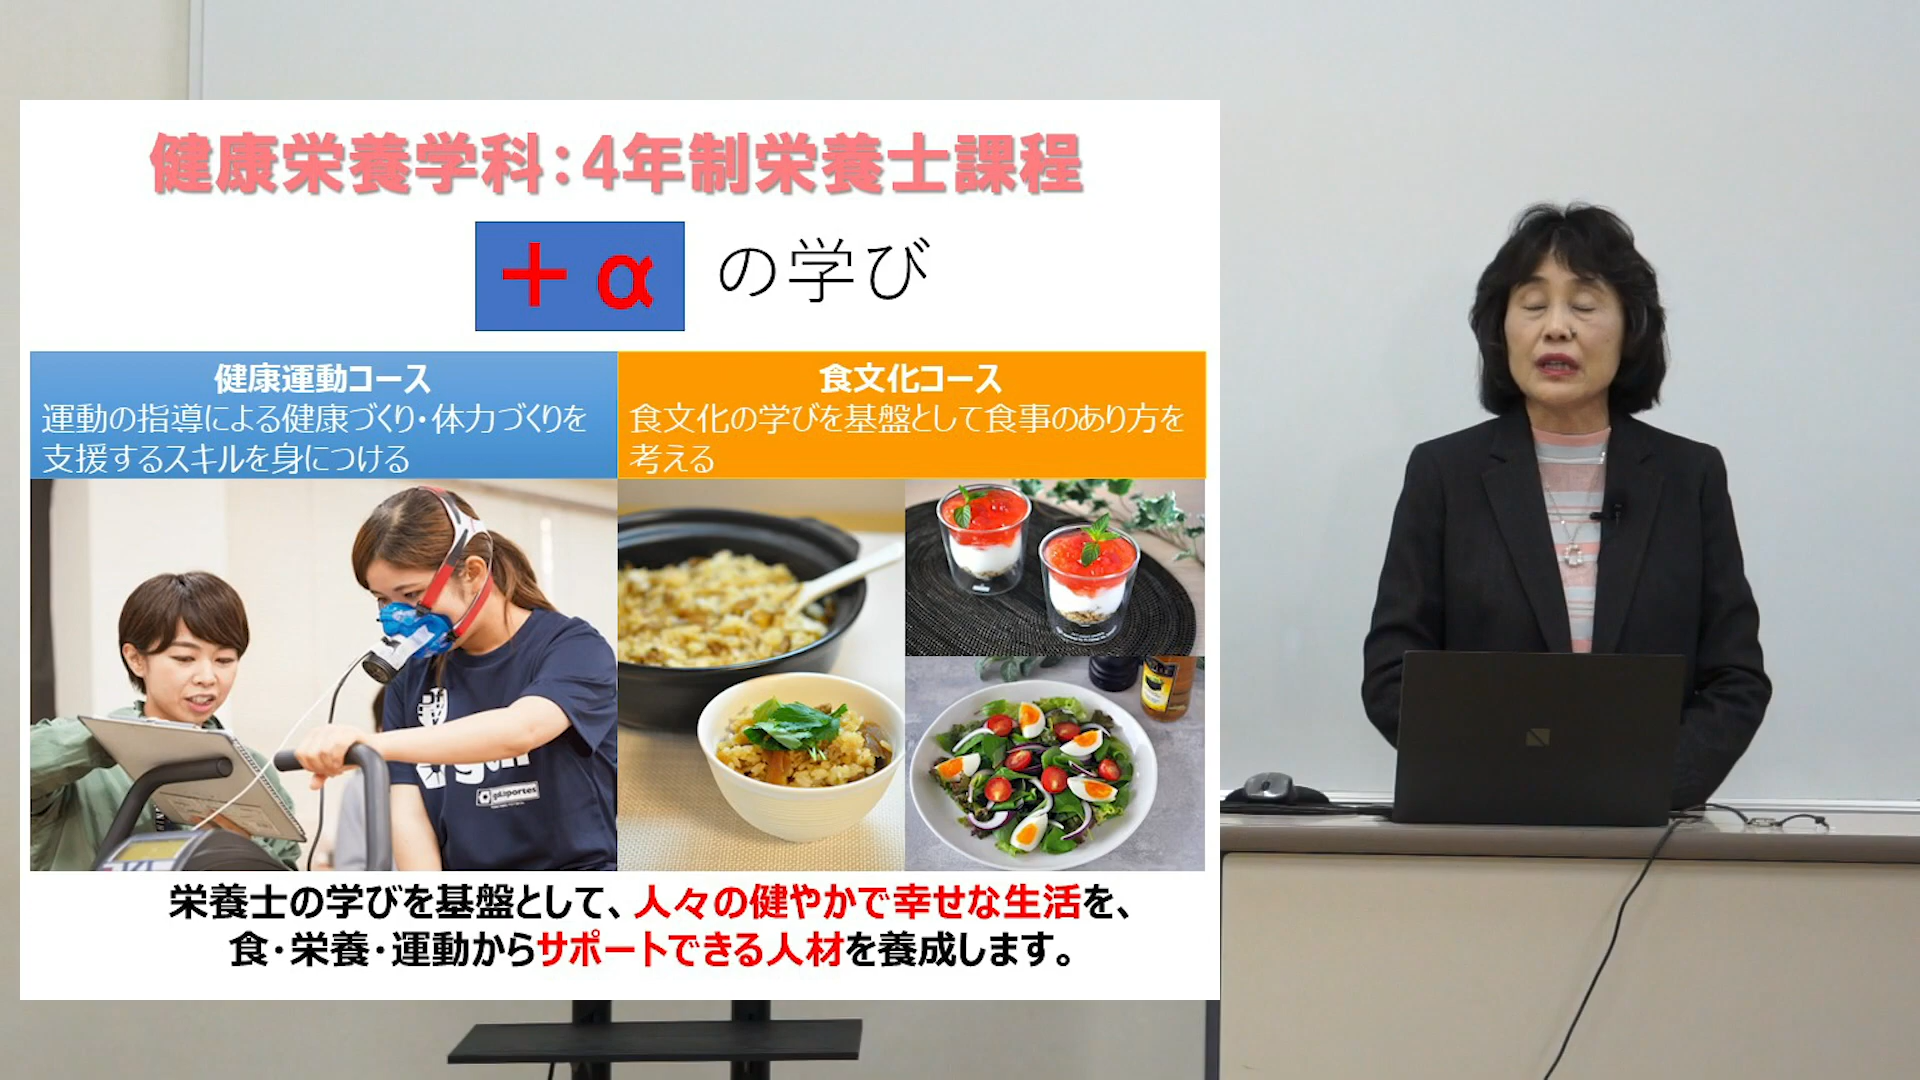 健康栄養学科：4年制栄養士課程
＋α の学び
健康運動コース
運動の指導による健康づくり・体力づくりを
支援するスキルを身につける
食文化コース
食文化の学びを基盤として食事のあり方を
考える
栄養士の学びを基盤として、人々の健やかで幸せな生活を、
食・栄養・運動からサポートできる人材を養成します。